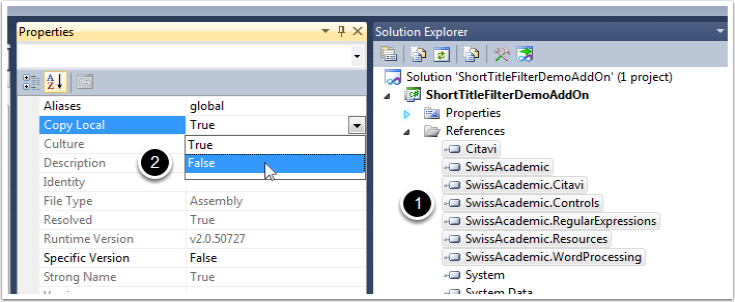 Properties
Aliases global
Copy Local True
Culture True
2
Description False
Identity
File Type Assembly
Resolved True
Runtime Version v2.0.50727
Specific Version False
Strong Name True
Solution Explorer
Solution 'ShortTitleFilterDemoAddOn' (1 project)
ShortTitleFilterDemoAddOn
Properties
References
Citavi
SwissAcademic
SwissAcademic.Citavi
1
SwissAcademic.Controls
SwissAcademic.RegularExpressions
SwissAcademic.Resources
SwissAcademic.WordProcessing
System
System.Data